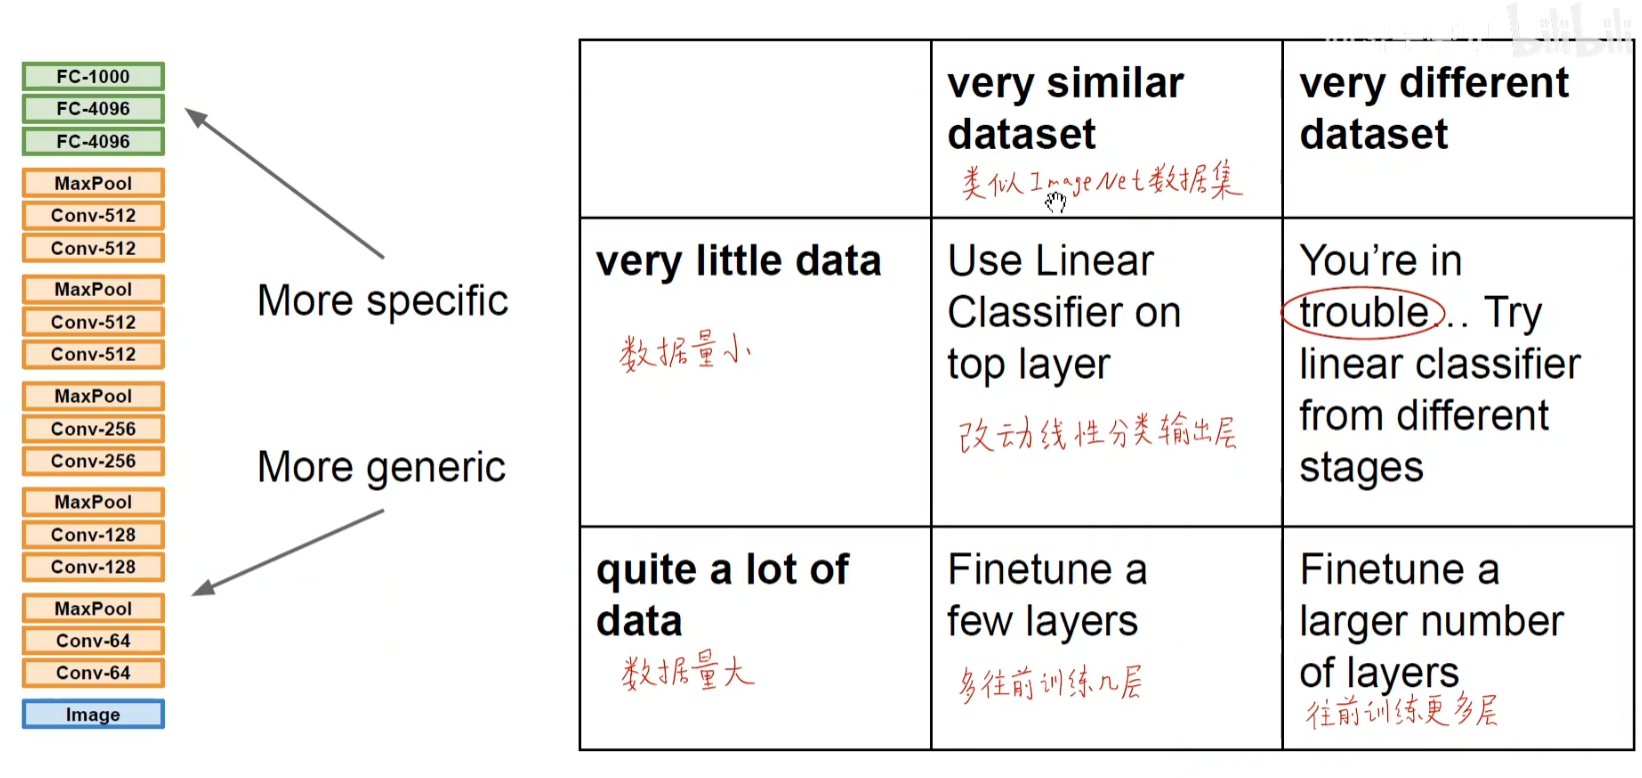 bilibili
FC-1000
FC-4096
FC-4096
MaxPool
Conv-512
Conv-512
MaxPool
Conv-512
Conv-512
MaxPool
Conv-256
Conv-256
MaxPool
Conv-128
Conv-128
MaxPool
Conv-64
Conv-64
Image
More specific
More generic
very similar
dataset
类似ImageNet数据集
very different
dataset
very little data
数据量小
Use Linear
Classifier on
top layer
改动线性分类输出层
You’re in
trouble… Try
linear classifier
from different
stages
quite a lot of
data
数据量大
Finetune a
few layers
多往前训练几层
Finetune a
larger number
of layers
往前训练更多层